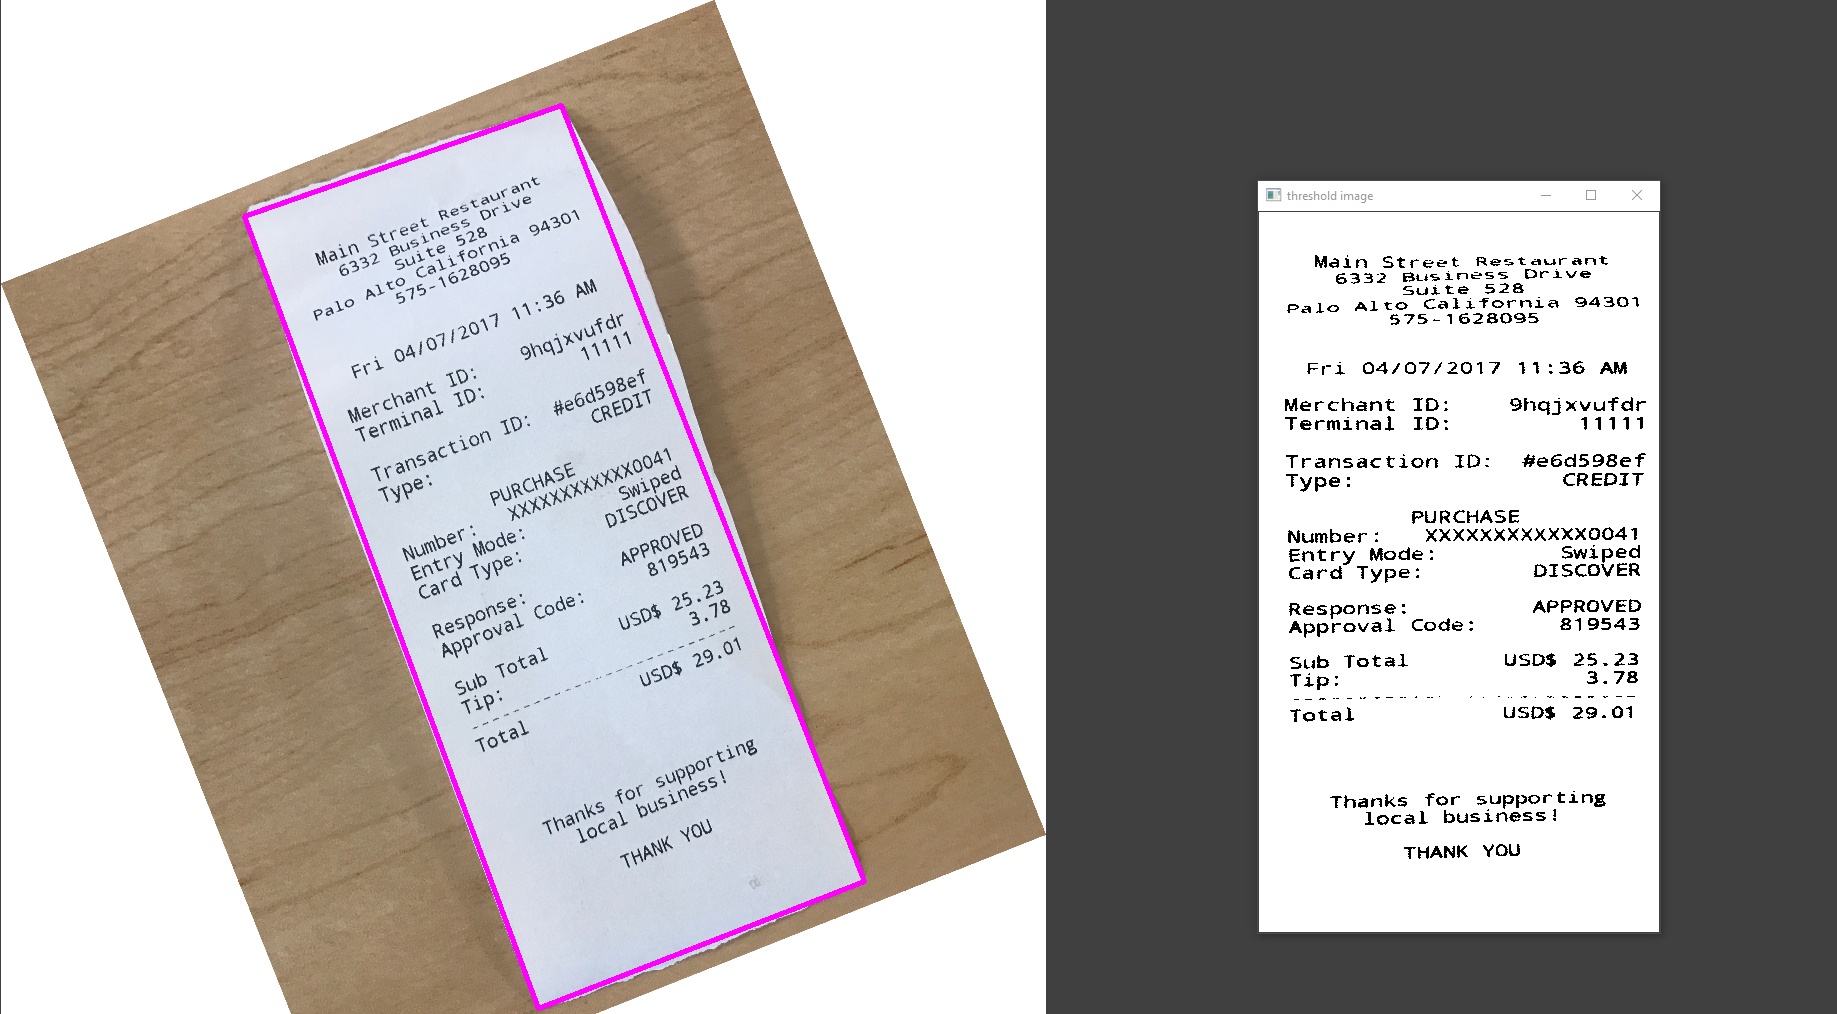 Main Street Restaurant
6332 Business Drive
Suite 528
Palo Alto California 94301
575-1628095
Fri 04/07/2017 11:36 AM
Merchant ID: 9hqjxvufdr
Terminal ID: 11111
Transaction ID: #e6d598ef
Type: CREDIT
PURCHASE
Number: XXXXXXXXXXXX0041
Entry Mode: Swiped
Card Type: DISCOVER
Response: APPROVED
Approval Code: 819543
Sub Total USD$ 25.23
Tip: 3.78
Total USD$ 29.01
Thanks for supporting
local business!
THANK YOU
threshold image
Main Street Restaurant
6332 Business Drive
Suite 528
Palo Alto California 94301
575-1628095
Fri 04/07/2017 11:36 AM
Merchant ID: 9hqjxvufdr
Terminal ID: 11111
Transaction ID: #e6d598ef
Type: CREDIT
PURCHASE
Number: XXXXXXXXXXXX0041
Entry Mode: Swiped
Card Type: DISCOVER
Response: APPROVED
Approval Code: 819543
Sub Total USD$ 25.23
Tip: 3.78
Total USD$ 29.01
Thanks for supporting
local business!
THANK YOU